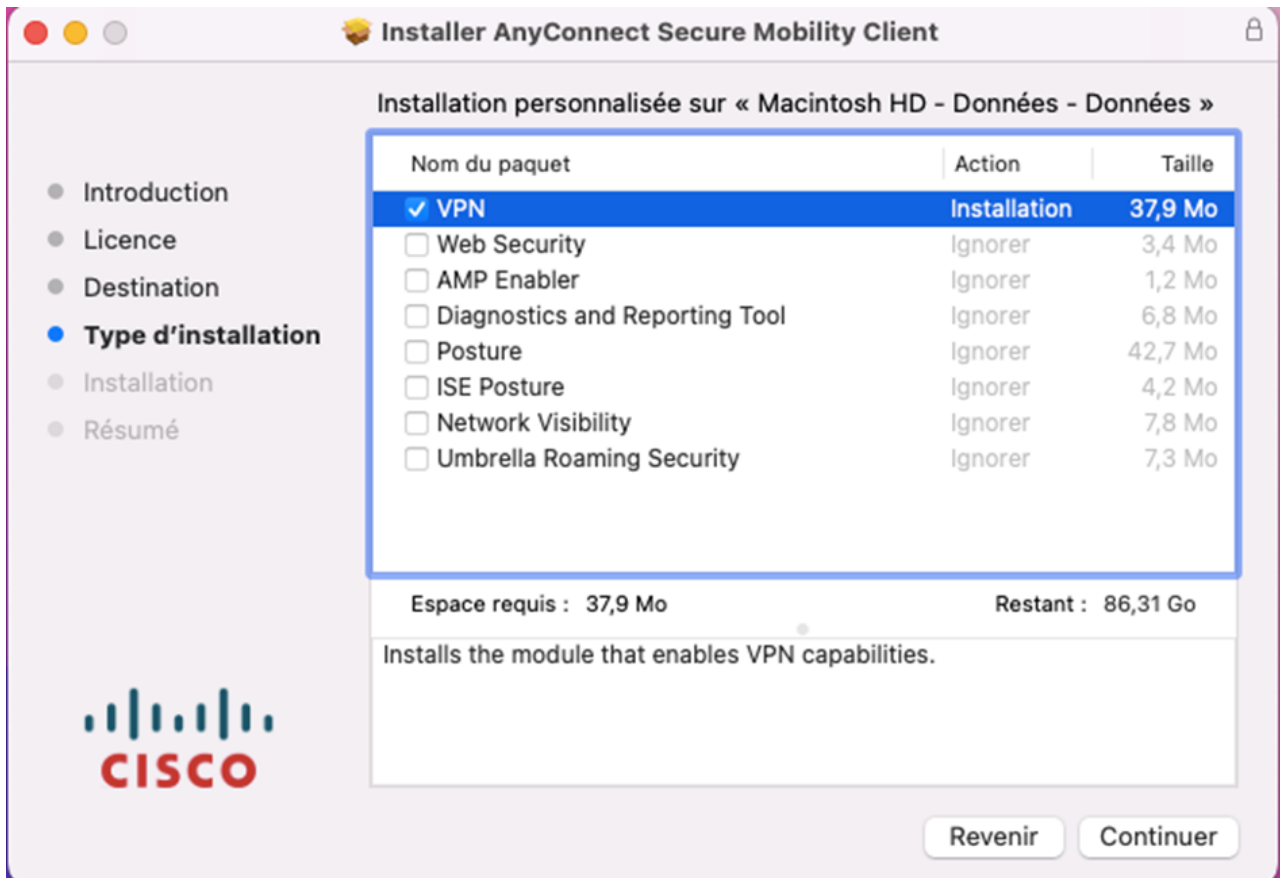 Installer AnyConnect Secure Mobility Client
Installation personnalisée sur « Macintosh HD - Données - Données »
Introduction
Licence
Destination
Type d’installation
Installation
Résumé
Nom du paquet Action Taille
VPN Installation 37,9 Mo
Web Security Ignorer 3,4 Mo
AMP Enabler Ignorer 1,2 Mo
Diagnostics and Reporting Tool Ignorer 6,8 Mo
Posture Ignorer 42,7 Mo
ISE Posture Ignorer 4,2 Mo
Network Visibility Ignorer 7,8 Mo
Umbrella Roaming Security Ignorer 7,3 Mo
Espace requis : 37,9 Mo Restant : 86,31 Go
Installs the module that enables VPN capabilities.
CISCO
Revenir Continuer